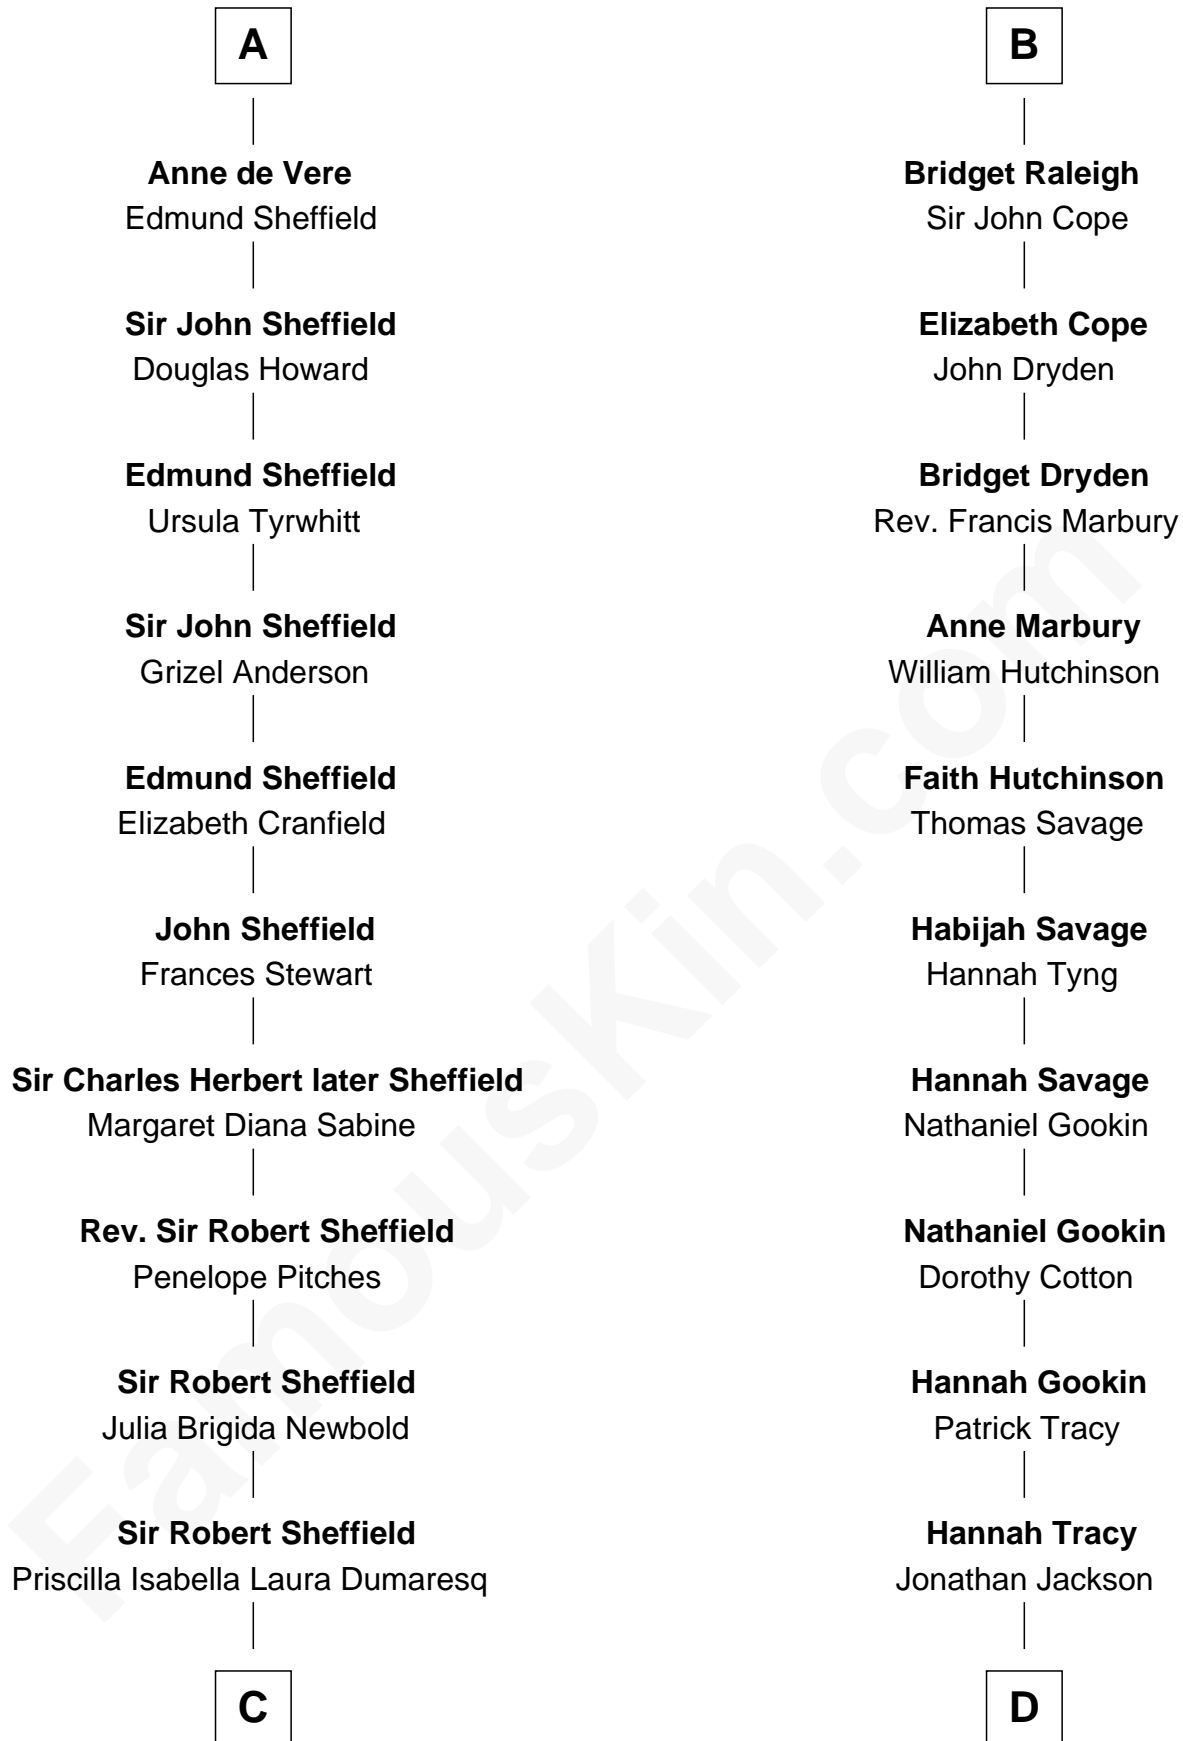 A
Anne de Vere
Edmund Sheffield
Sir John Sheffield
Douglas Howard
Edmund Sheffield
Ursula Tyrwhitt
Sir John Sheffield
Grizel Anderson
Edmund Sheffield
Elizabeth Cranfield
John Sheffield
Frances Stewart
Sir Charles Herbert later Sheffield
Margaret Diana Sabine
Rev. Sir Robert Sheffield
Penelope Pitches
Sir Robert Sheffield
Julia Brigida Newbold
Sir Robert Sheffield
Priscilla Isabella Laura Dumaresq
C
B
Bridget Raleigh
Sir John Cope
Elizabeth Cope
John Dryden
Bridget Dryden
Rev. Francis Marbury
Anne Marbury
William Hutchinson
Faith Hutchinson
Thomas Savage
Habijah Savage
Hannah Tyng
Hannah Savage
Nathaniel Gookin
Nathaniel Gookin
Dorothy Cotton
Hannah Gookin
Patrick Tracy
Hannah Tracy
Jonathan Jackson
D
FamousKin.com